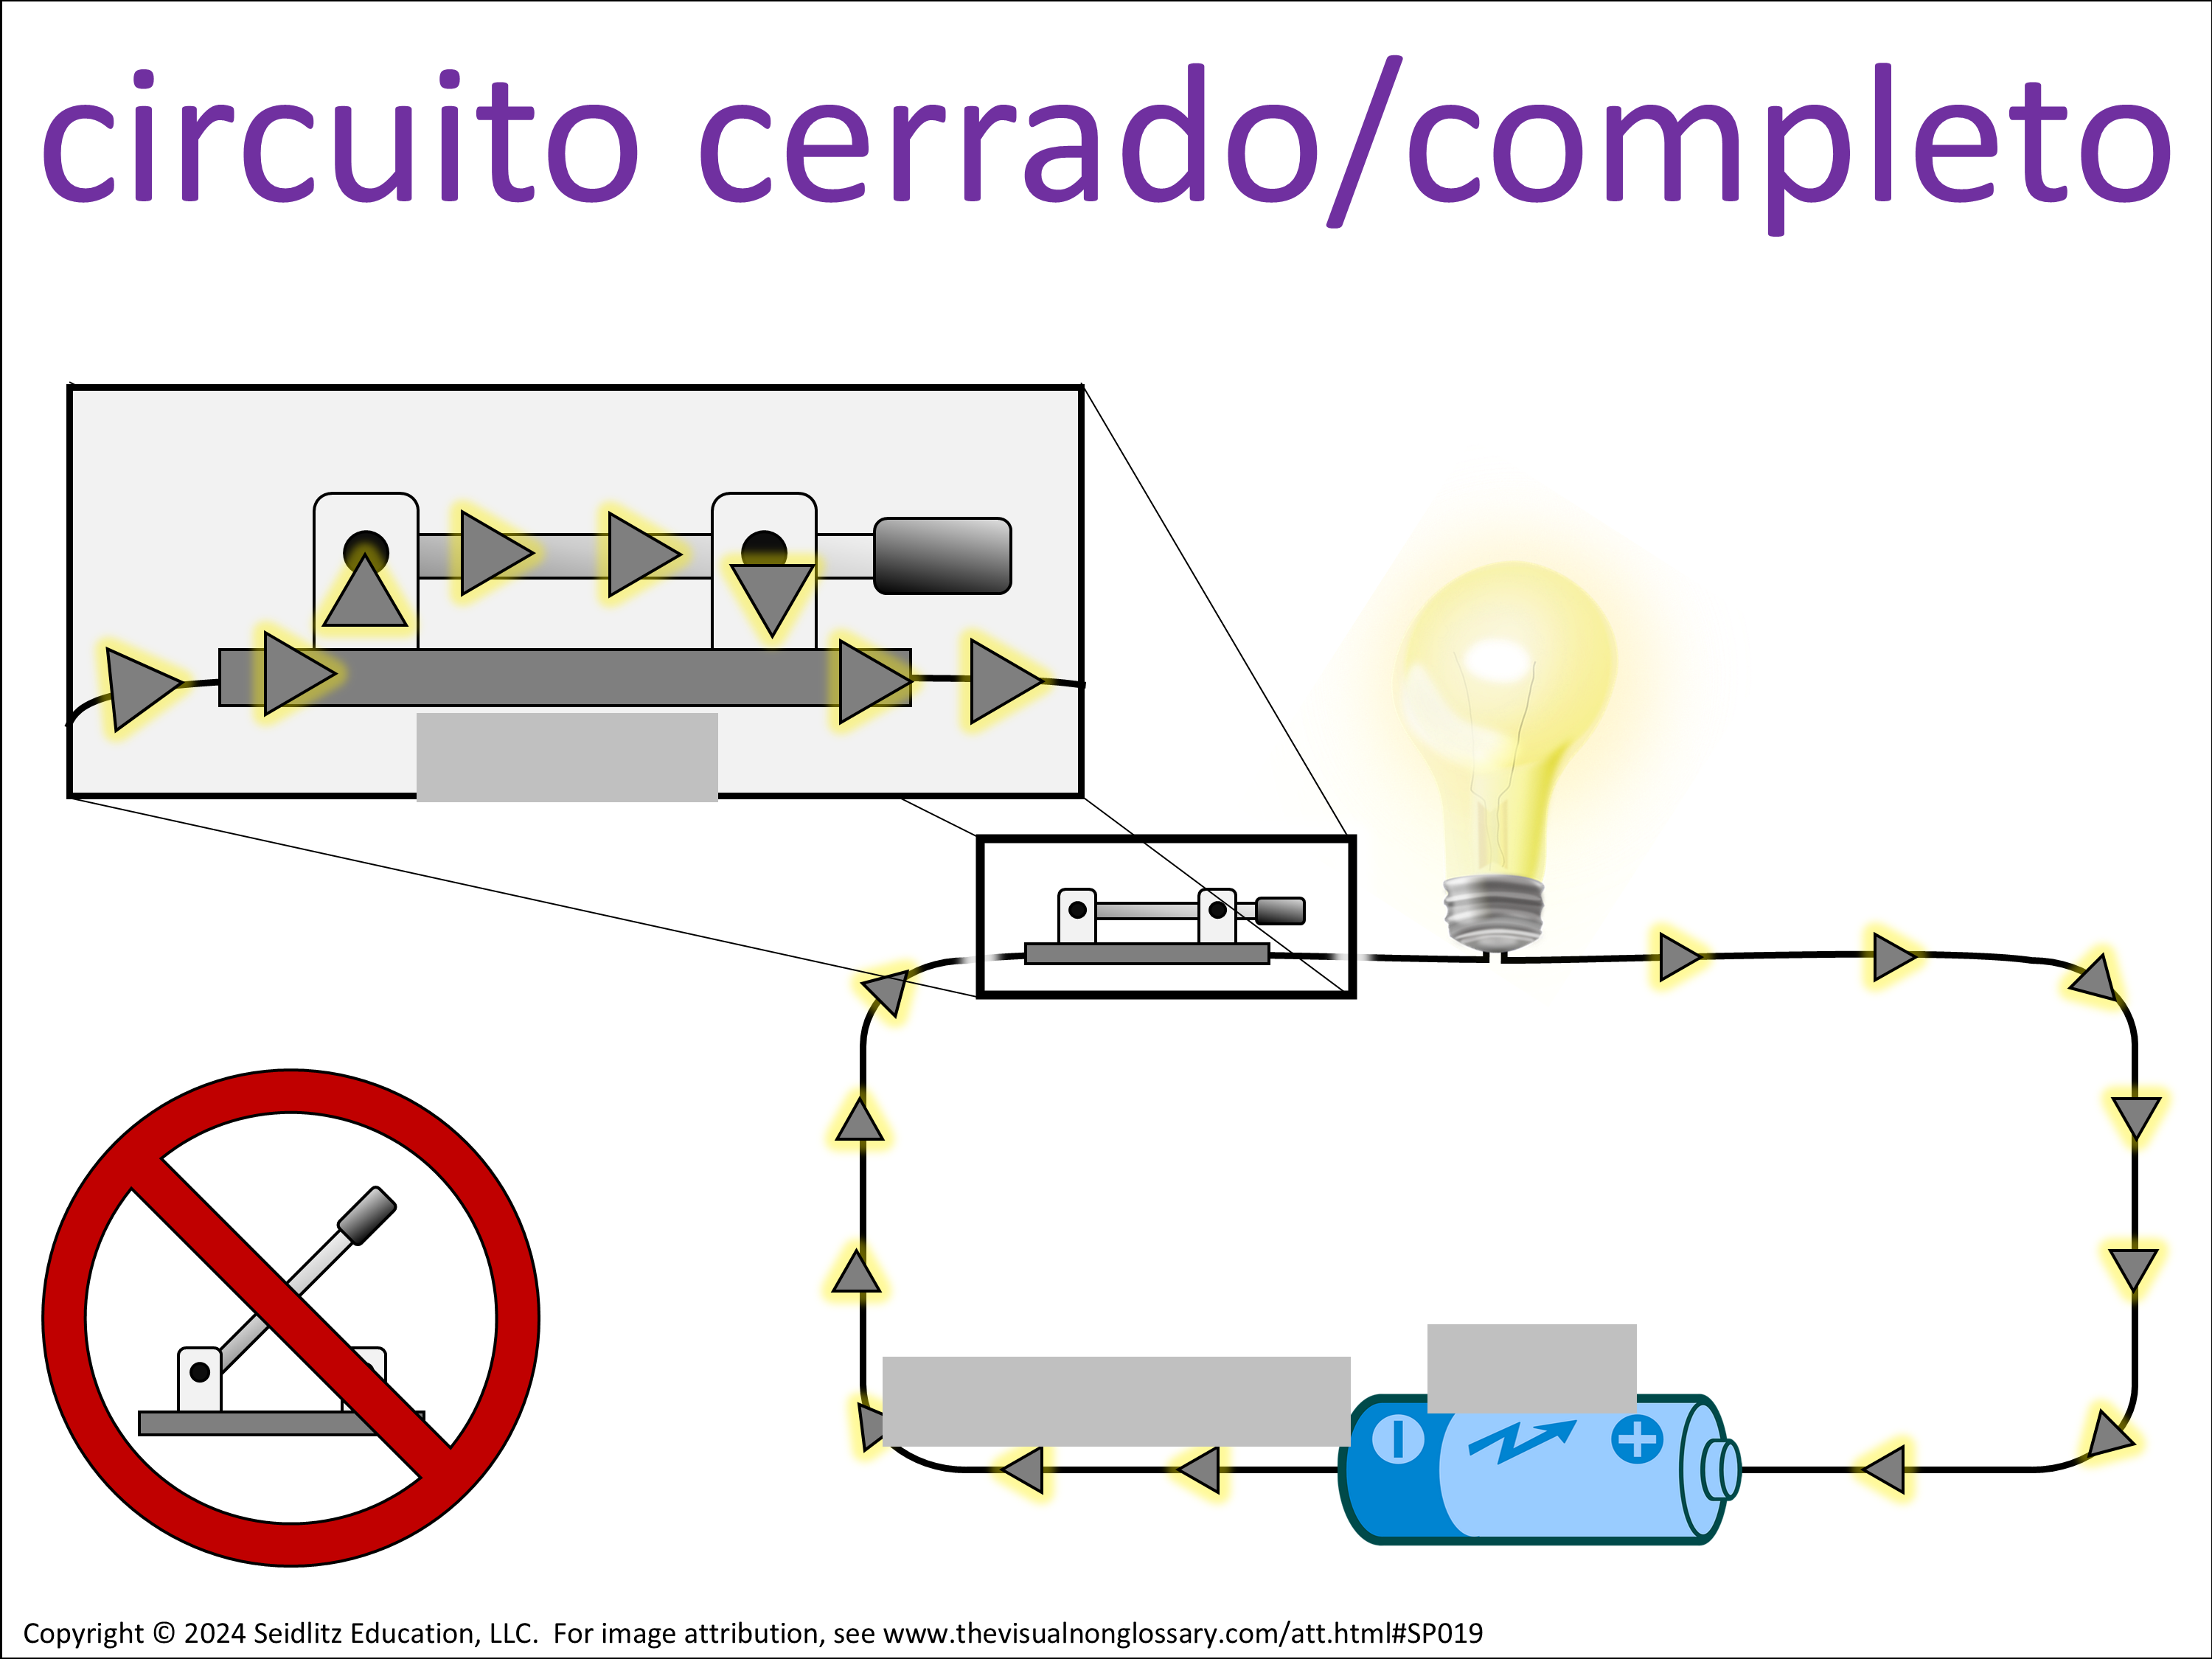 circuito cerrado/completo
Copyright © 2024 Seidlitz Education, LLC.  For image attribution, see www.thevisualnonglossary.com/att.html#SP019